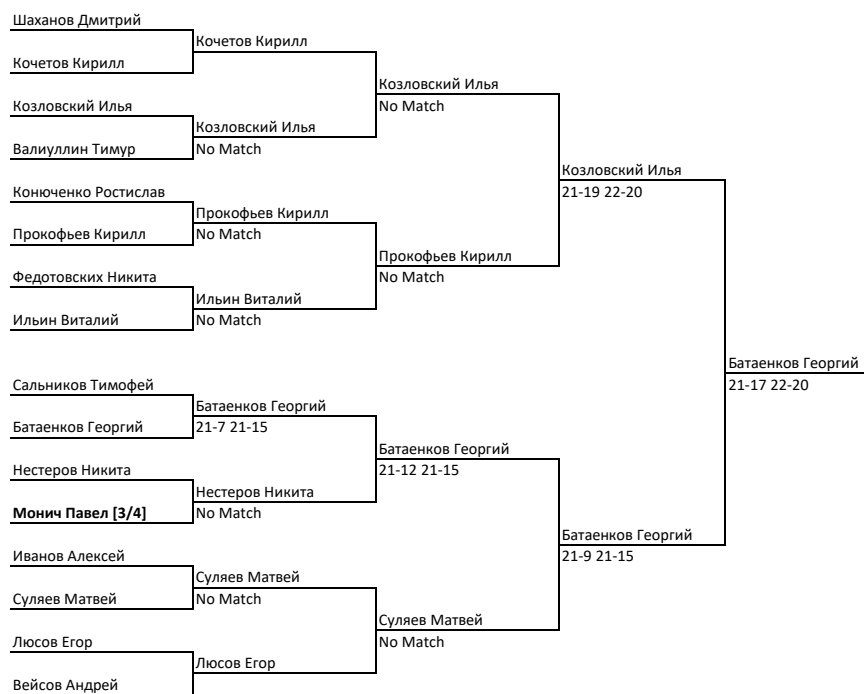 Шаханов Дмитрий
Кочетов Кирилл
Кочетов Кирилл
Козловский Илья
Козловский Илья
No Match
Козловский Илья
Валиуллин Тимур
No Match
Козловский Илья
21-19 22-20
Конюченко Ростислав
Прокофьев Кирилл
Прокофьев Кирилл
No Match
Прокофьев Кирилл
No Match
Федотовских Никита
Ильин Виталий
Ильин Виталий
No Match
Батаенков Георгий
21-17 22-20
Сальников Тимофей
Батаенков Георгий
Батаенков Георгий
21-7 21-15
Батаенков Георгий
21-12 21-15
Нестеров Никита
Нестеров Никита
Монич Павел [3/4]
No Match
Батаенков Георгий
21-9 21-15
Иванов Алексей
Суляев Матвей
Суляев Матвей
No Match
Суляев Матвей
No Match
Люсов Егор
Люсов Егор
Вейсов Андрей